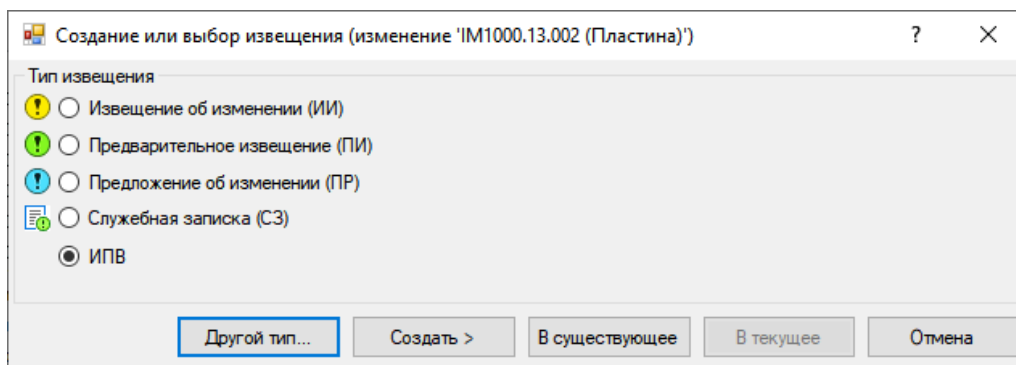 Создание или выбор извещения (изменение 'IM1000.13.002 (Пластина)') ?
Тип извещения
Извещение об изменении (ИИ)
Предварительное извещение (ПИ)
Предложение об изменении (ПР)
Служебная записка (СЗ)
ИПВ
Другой тип... Создать > В существующее В текущее Отмена